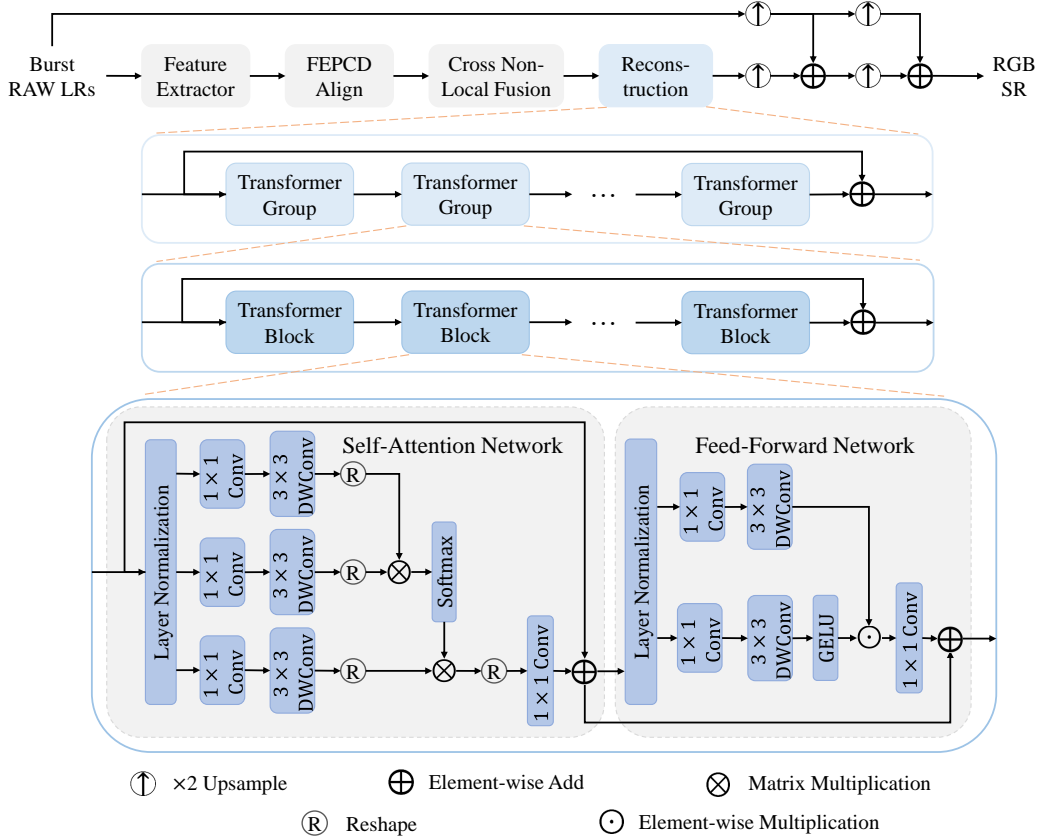 Burst
RAW LRs
Feature
Extractor
FEPCD
Align
Cross Non-
Local Fusion
Recons-
truction
RGB
SR
Transformer
Group
Transformer
Group
...
Transformer
Group
Transformer
Block
Transformer
Block
...
Transformer
Block
Self-Attention Network
Layer Normalization
1 × 1
Conv
3 × 3
DWConv
R
1 × 1
Conv
3 × 3
DWConv
R
Softmax
1 × 1
Conv
3 × 3
DWConv
R
R
1 × 1 Conv
Feed-Forward Network
Layer Normalization
1 × 1
Conv
3 × 3
DWConv
1 × 1
Conv
3 × 3
DWConv
GELU
1 × 1 Conv
×2 Upsample
Element-wise Add
Matrix Multiplication
R Reshape
Element-wise Multiplication